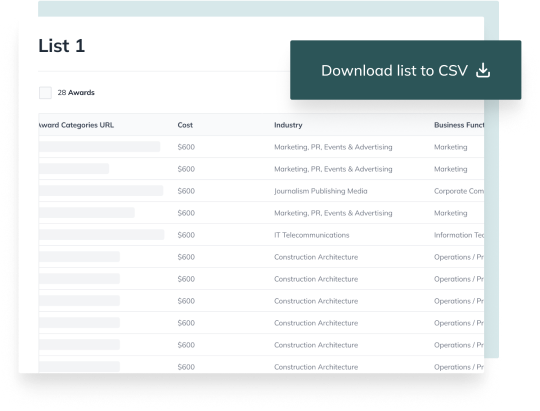 List 1
Download list to CSV
28 Awards
Award Categories URL Cost Industry Business Funct
$600 Marketing, PR, Events & Advertising Marketing
$600 Marketing, PR, Events & Advertising Marketing
$600 Journalism Publishing Media Corporate Com
$600 Marketing, PR, Events & Advertising Marketing
$600 IT Telecommunications Information Tec
$600 Construction Architecture Operations / Pr
$600 Construction Architecture Operations / Pr
$600 Construction Architecture Operations / Pr
$600 Construction Architecture Operations / Pr
$600 Construction Architecture Operations / Pr
$600 Construction Architecture Operations / Pr